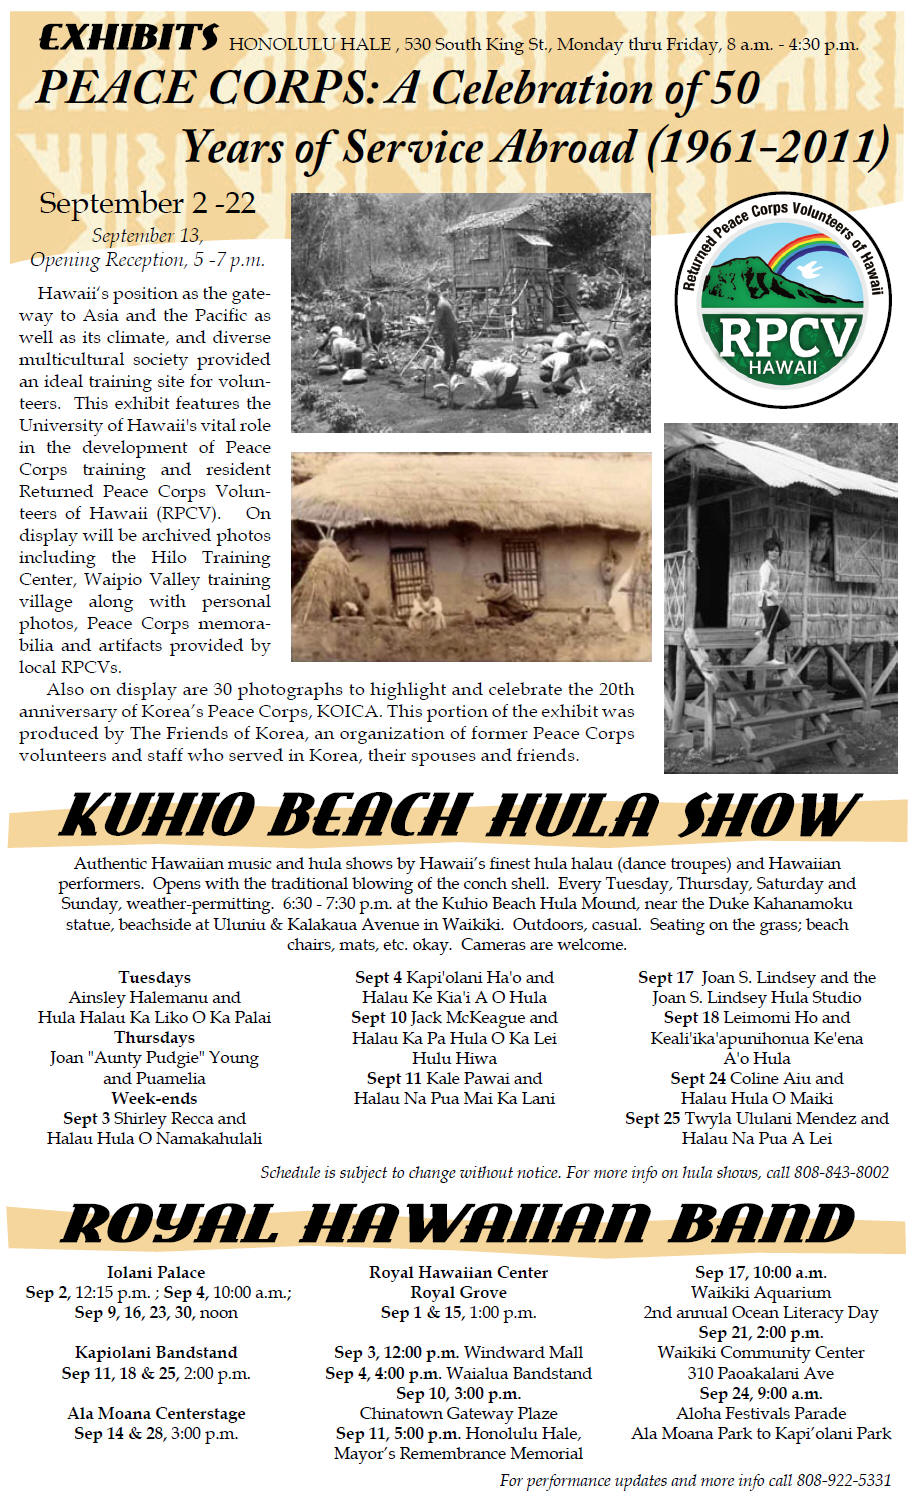 EXHIBITS HONOLULU HALE , 530 South King St., Monday thru Friday, 8 a.m. - 4:30 p.m.
PEACE CORPS: A Celebration of 50
Years of Service Abroad (1961-2011)
September 2 -22
September 13,
Opening Reception, 5 -7 p.m.
Hawaii‘s position as the gate-
way to Asia and the Pacific as
well as its climate, and diverse
multicultural society provided
an ideal training site for volun-
teers. This exhibit features the
University of Hawaii's vital role
in the development of Peace
Corps training and resident
Returned Peace Corps Volun-
teers of Hawaii (RPCV). On
display will be archived photos
including the Hilo Training
Center, Waipio Valley training
village along with personal
photos, Peace Corps memora-
bilia and artifacts provided by
local RPCVs.
Also on display are 30 photographs to highlight and celebrate the 20th
anniversary of Korea’s Peace Corps, KOICA. This portion of the exhibit was
produced by The Friends of Korea, an organization of former Peace Corps
volunteers and staff who served in Korea, their spouses and friends.
Returned Peace Corps Volunteers of Hawaii
RPCV
HAWAII
KUHIO BEACH HULA SHOW
Authentic Hawaiian music and hula shows by Hawaii’s finest hula halau (dance troupes) and Hawaiian
performers. Opens with the traditional blowing of the conch shell. Every Tuesday, Thursday, Saturday and
Sunday, weather-permitting. 6:30 - 7:30 p.m. at the Kuhio Beach Hula Mound, near the Duke Kahanamoku
statue, beachside at Uluniu & Kalakaua Avenue in Waikiki. Outdoors, casual. Seating on the grass; beach
chairs, mats, etc. okay. Cameras are welcome.
Tuesdays
Ainsley Halemanu and
Hula Halau Ka Liko O Ka Palai
Thursdays
Joan "Aunty Pudgie" Young
and Puamelia
Week-ends
Sept 3 Shirley Recca and
Halau Hula O Namakahulali
Sept 4 Kapi'olani Ha'o and
Halau Ke Kia'i A O Hula
Sept 10 Jack McKeague and
Halau Ka Pa Hula O Ka Lei
Hulu Hiwa
Sept 11 Kale Pawai and
Halau Na Pua Mai Ka Lani
Sept 17 Joan S. Lindsey and the
Joan S. Lindsey Hula Studio
Sept 18 Leimomi Ho and
Keali'ika'apunihonua Ke'ena
A'o Hula
Sept 24 Coline Aiu and
Halau Hula O Maiki
Sept 25 Twyla Ululani Mendez and
Halau Na Pua A Lei
Schedule is subject to change without notice. For more info on hula shows, call 808-843-8002
ROYAL HAWAIIAN BAND
Iolani Palace
Sep 2, 12:15 p.m. ; Sep 4, 10:00 a.m.;
Sep 9, 16, 23, 30, noon
Kapiolani Bandstand
Sep 11, 18 & 25, 2:00 p.m.
Ala Moana Centerstage
Sep 14 & 28, 3:00 p.m.
Royal Hawaiian Center
Royal Grove
Sep 1 & 15, 1:00 p.m.
Sep 3, 12:00 p.m. Windward Mall
Sep 4, 4:00 p.m. Waialua Bandstand
Sep 10, 3:00 p.m.
Chinatown Gateway Plaze
Sep 11, 5:00 p.m. Honolulu Hale,
Mayor’s Remembrance Memorial
Sep 17, 10:00 a.m.
Waikiki Aquarium
2nd annual Ocean Literacy Day
Sep 21, 2:00 p.m.
Waikiki Community Center
310 Paoakalani Ave
Sep 24, 9:00 a.m.
Aloha Festivals Parade
Ala Moana Park to Kapi’olani Park
For performance updates and more info call 808-922-5331